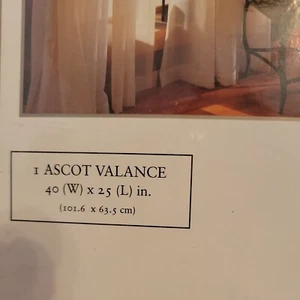 1 ASCOT VALANCE
40 (W) x 25 (L) in.
(101.6 x 63.5 cm)